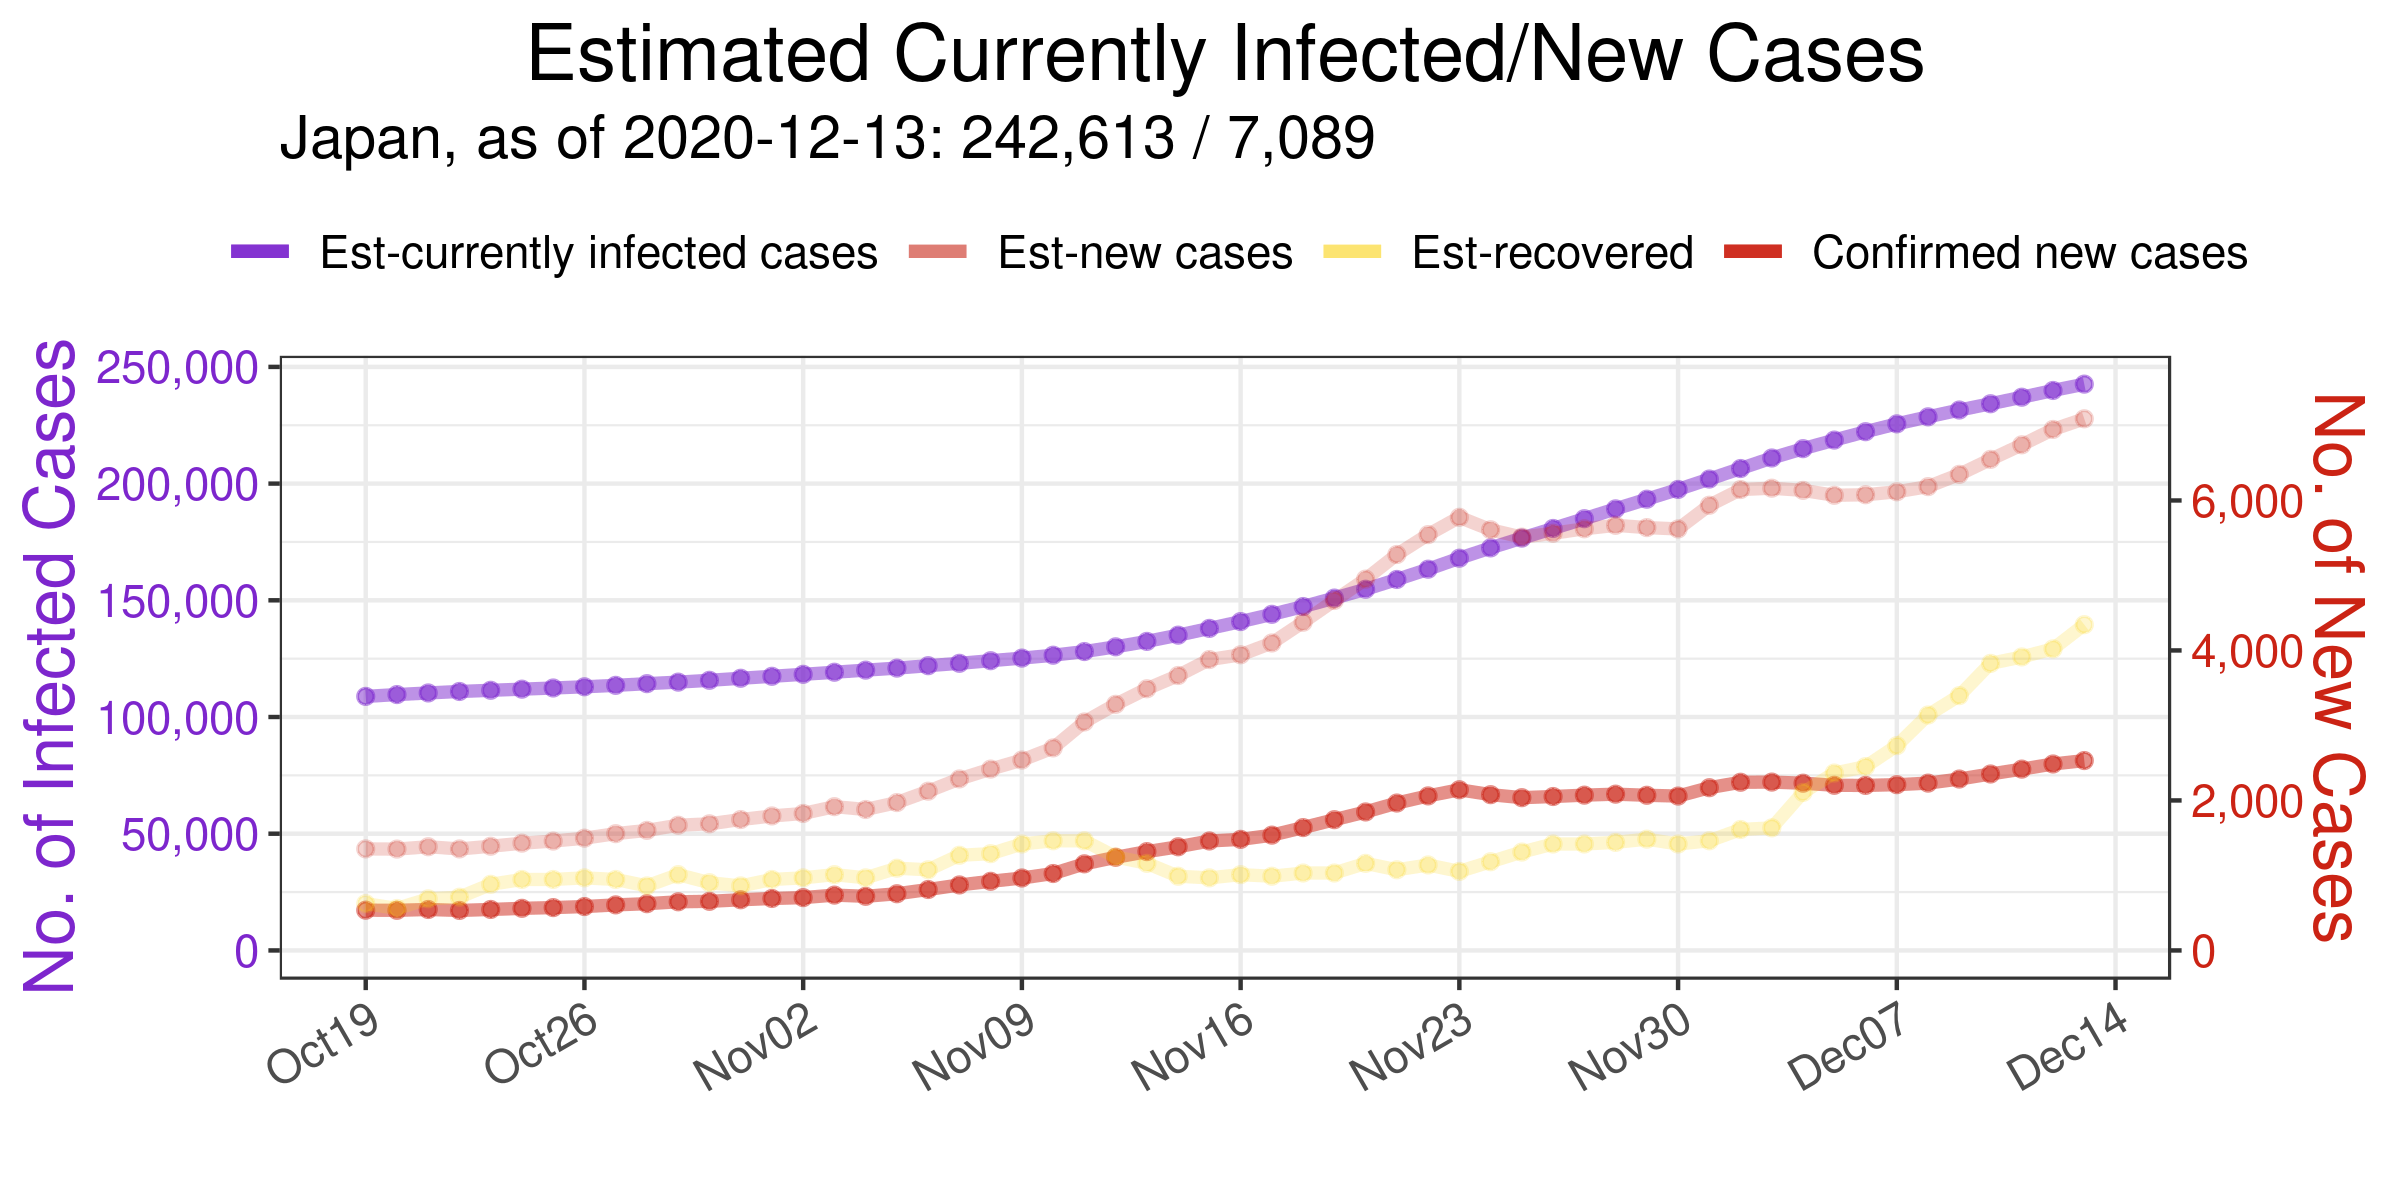 Estimated Currently Infected/New Cases
Japan, as of 2020-12-13: 242,613 / 7,089
Est-currently infected cases Est-new cases Est-recovered Confirmed new cases
No. of Infected Cases
250,000
200,000
150,000
100,000
50,000
0
6,000
4,000
2,000
0
No. of New Cases
Oct19 Oct26 Nov02 Nov09 Nov16 Nov23 Nov30 Dec07 Dec14